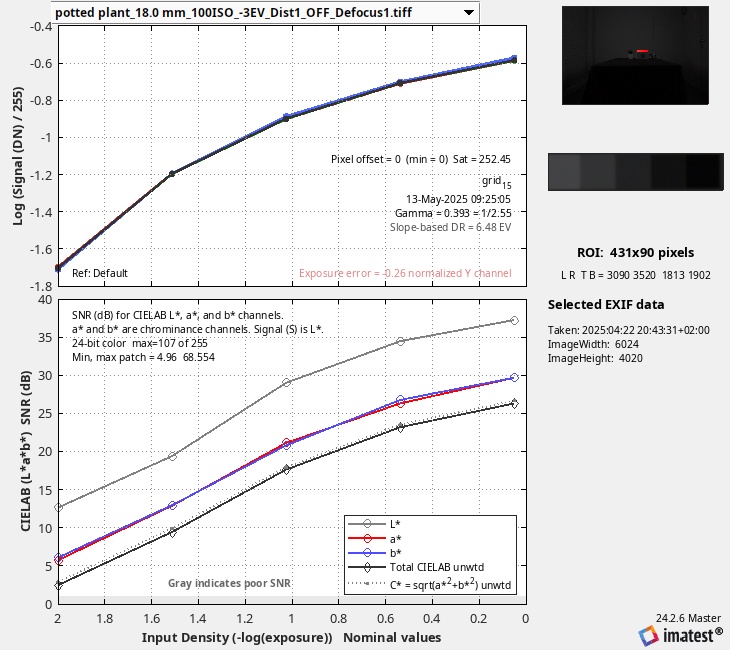 potted plant_18.0 mm_100ISO_-3EV_Dist1_OFF_Defocus1.tiff
Log (Signal (DN) / 255)
-0.4
-0.6
-0.8
-1
-1.2
-1.4
-1.6
-1.8
Pixel offset = 0 (min = 0) Sat = 252.45
grid15
13-May-2025 09:25:05
Gamma = 0.393 = 1/2.55
Slope-based DR = 6.48 EV
Ref: Default
Exposure error = -0.26 normalized Y channel
CIELAB (L*a*b*) SNR (dB)
40
35
30
25
20
15
10
5
0
SNR (dB) for CIELAB L*, a*, and b* channels.
a* and b* are chrominance channels. Signal (S) is L*.
24-bit color max=107 of 255
Min, max patch = 4.96 68.554
L*
a*
b*
Total CIELAB unwtd
C* = sqrt(a*2+b*2) unwtd
Gray indicates poor SNR
2 1.8 1.6 1.4 1.2 1 0.8 0.6 0.4 0.2 0
Input Density (-log(exposure)) Nominal values
ROI: 431x90 pixels
L R T B = 3090 3520 1813 1902
Selected EXIF data
Taken: 2025:04:22 20:43:31+02:00
ImageWidth: 6024
ImageHeight: 4020
24.2.6 Master
imatest®